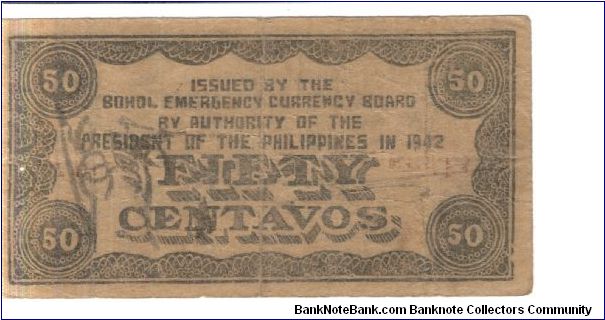 50 50
ISSUED BY THE
BOHOL EMERGENCY CURRENCY BOARD
BY AUTHORITY OF THE
PRESIDENT OF THE PHILIPPINES IN 1942
FIFTY
CENTAVOS
50 50
BankNoteBank.com Banknote Collectors Community